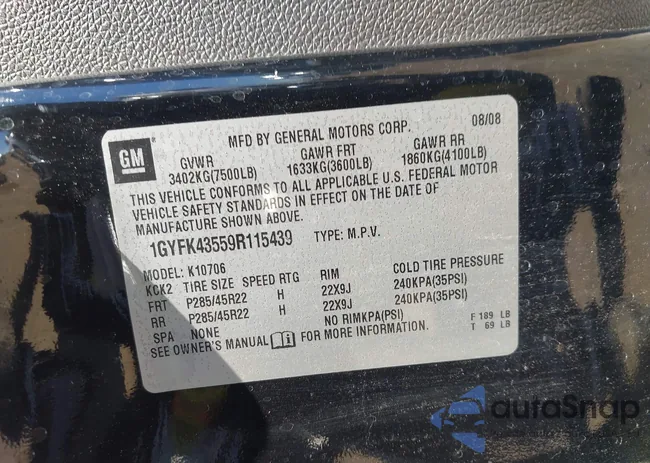 MFD BY GENERAL MOTORS CORP. 08/08
GM
GVWR GAWR FRT GAWR RR
3402KG(7500LB) 1633KG(3600LB) 1860KG(4100LB)
THIS VEHICLE CONFORMS TO ALL APPLICABLE U.S. FEDERAL MOTOR
VEHICLE SAFETY STANDARDS IN EFFECT ON THE DATE OF
MANUFACTURE SHOWN ABOVE.
1GYFK43559R115439 TYPE: M.P.V.
MODEL: K10706
KCK2 TIRE SIZE SPEED RTG RIM COLD TIRE PRESSURE
FRT P285/45R22 H 22X9J 240KPA(35PSI)
RR P285/45R22 H 22X9J 240KPA(35PSI)
SPA NONE NO RIMKPA(PSI) F 189 LB
SEE OWNER'S MANUAL i FOR MORE INFORMATION. T 69 LB
autoSnap